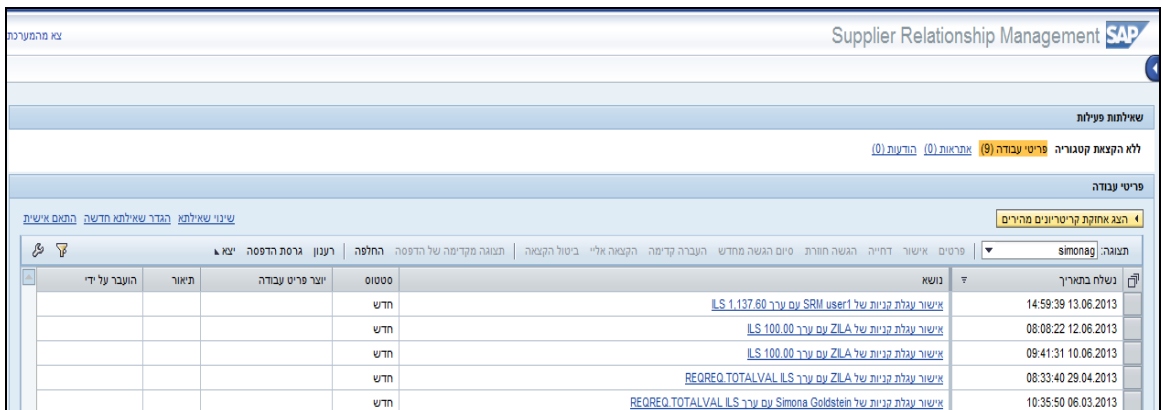 Supplier Relationship Management SAP
צא מהמערכת
שאילתות פעילות
ללא הקצאת קטגוריה פריטי עבודה (9) אתראות (0) הודעות (0)
פריטי עבודה
הצג אחזקת קריטריונים מהירים שינוי שאילתא הגדר שאילתא חדשה התאם אישית
תצוגה: simonag פרטים אישור דחייה הגשה חוזרת סיום הגשה מחדש העברה קדימה הקצאה אליי ביטול הקצאה תצוגה מקדימה של הדפסה החלפה רענון גרסת הדפסה יצא
נשלח בתאריך נושא סטטוס יוצר פריט עבודה תיאור הועבר על ידי
14:59:39 13.06.2013 אישור עגלת קניות של SRM user1 עם ערך ILS 1,137.60 חדש
08:08:22 12.06.2013 אישור עגלת קניות של ZILA עם ערך ILS 100.00 חדש
09:41:31 10.06.2013 אישור עגלת קניות של ZILA עם ערך ILS 100.00 חדש
08:33:40 29.04.2013 אישור עגלת קניות של ZILA עם ערך REQREQ.TOTALVAL ILS חדש
10:35:50 06.03.2013 אישור עגלת קניות של Simona Goldstein עם ערך REQREQ.TOTALVAL ILS חדש